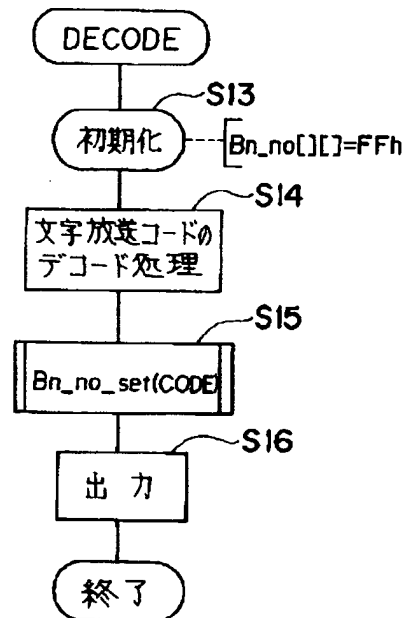 DECODE
S13
初期化
Bn_no[][]=FFh
S14
文字放送コードの
デコード処理
S15
Bn_no_set(CODE)
S16
出力
終了